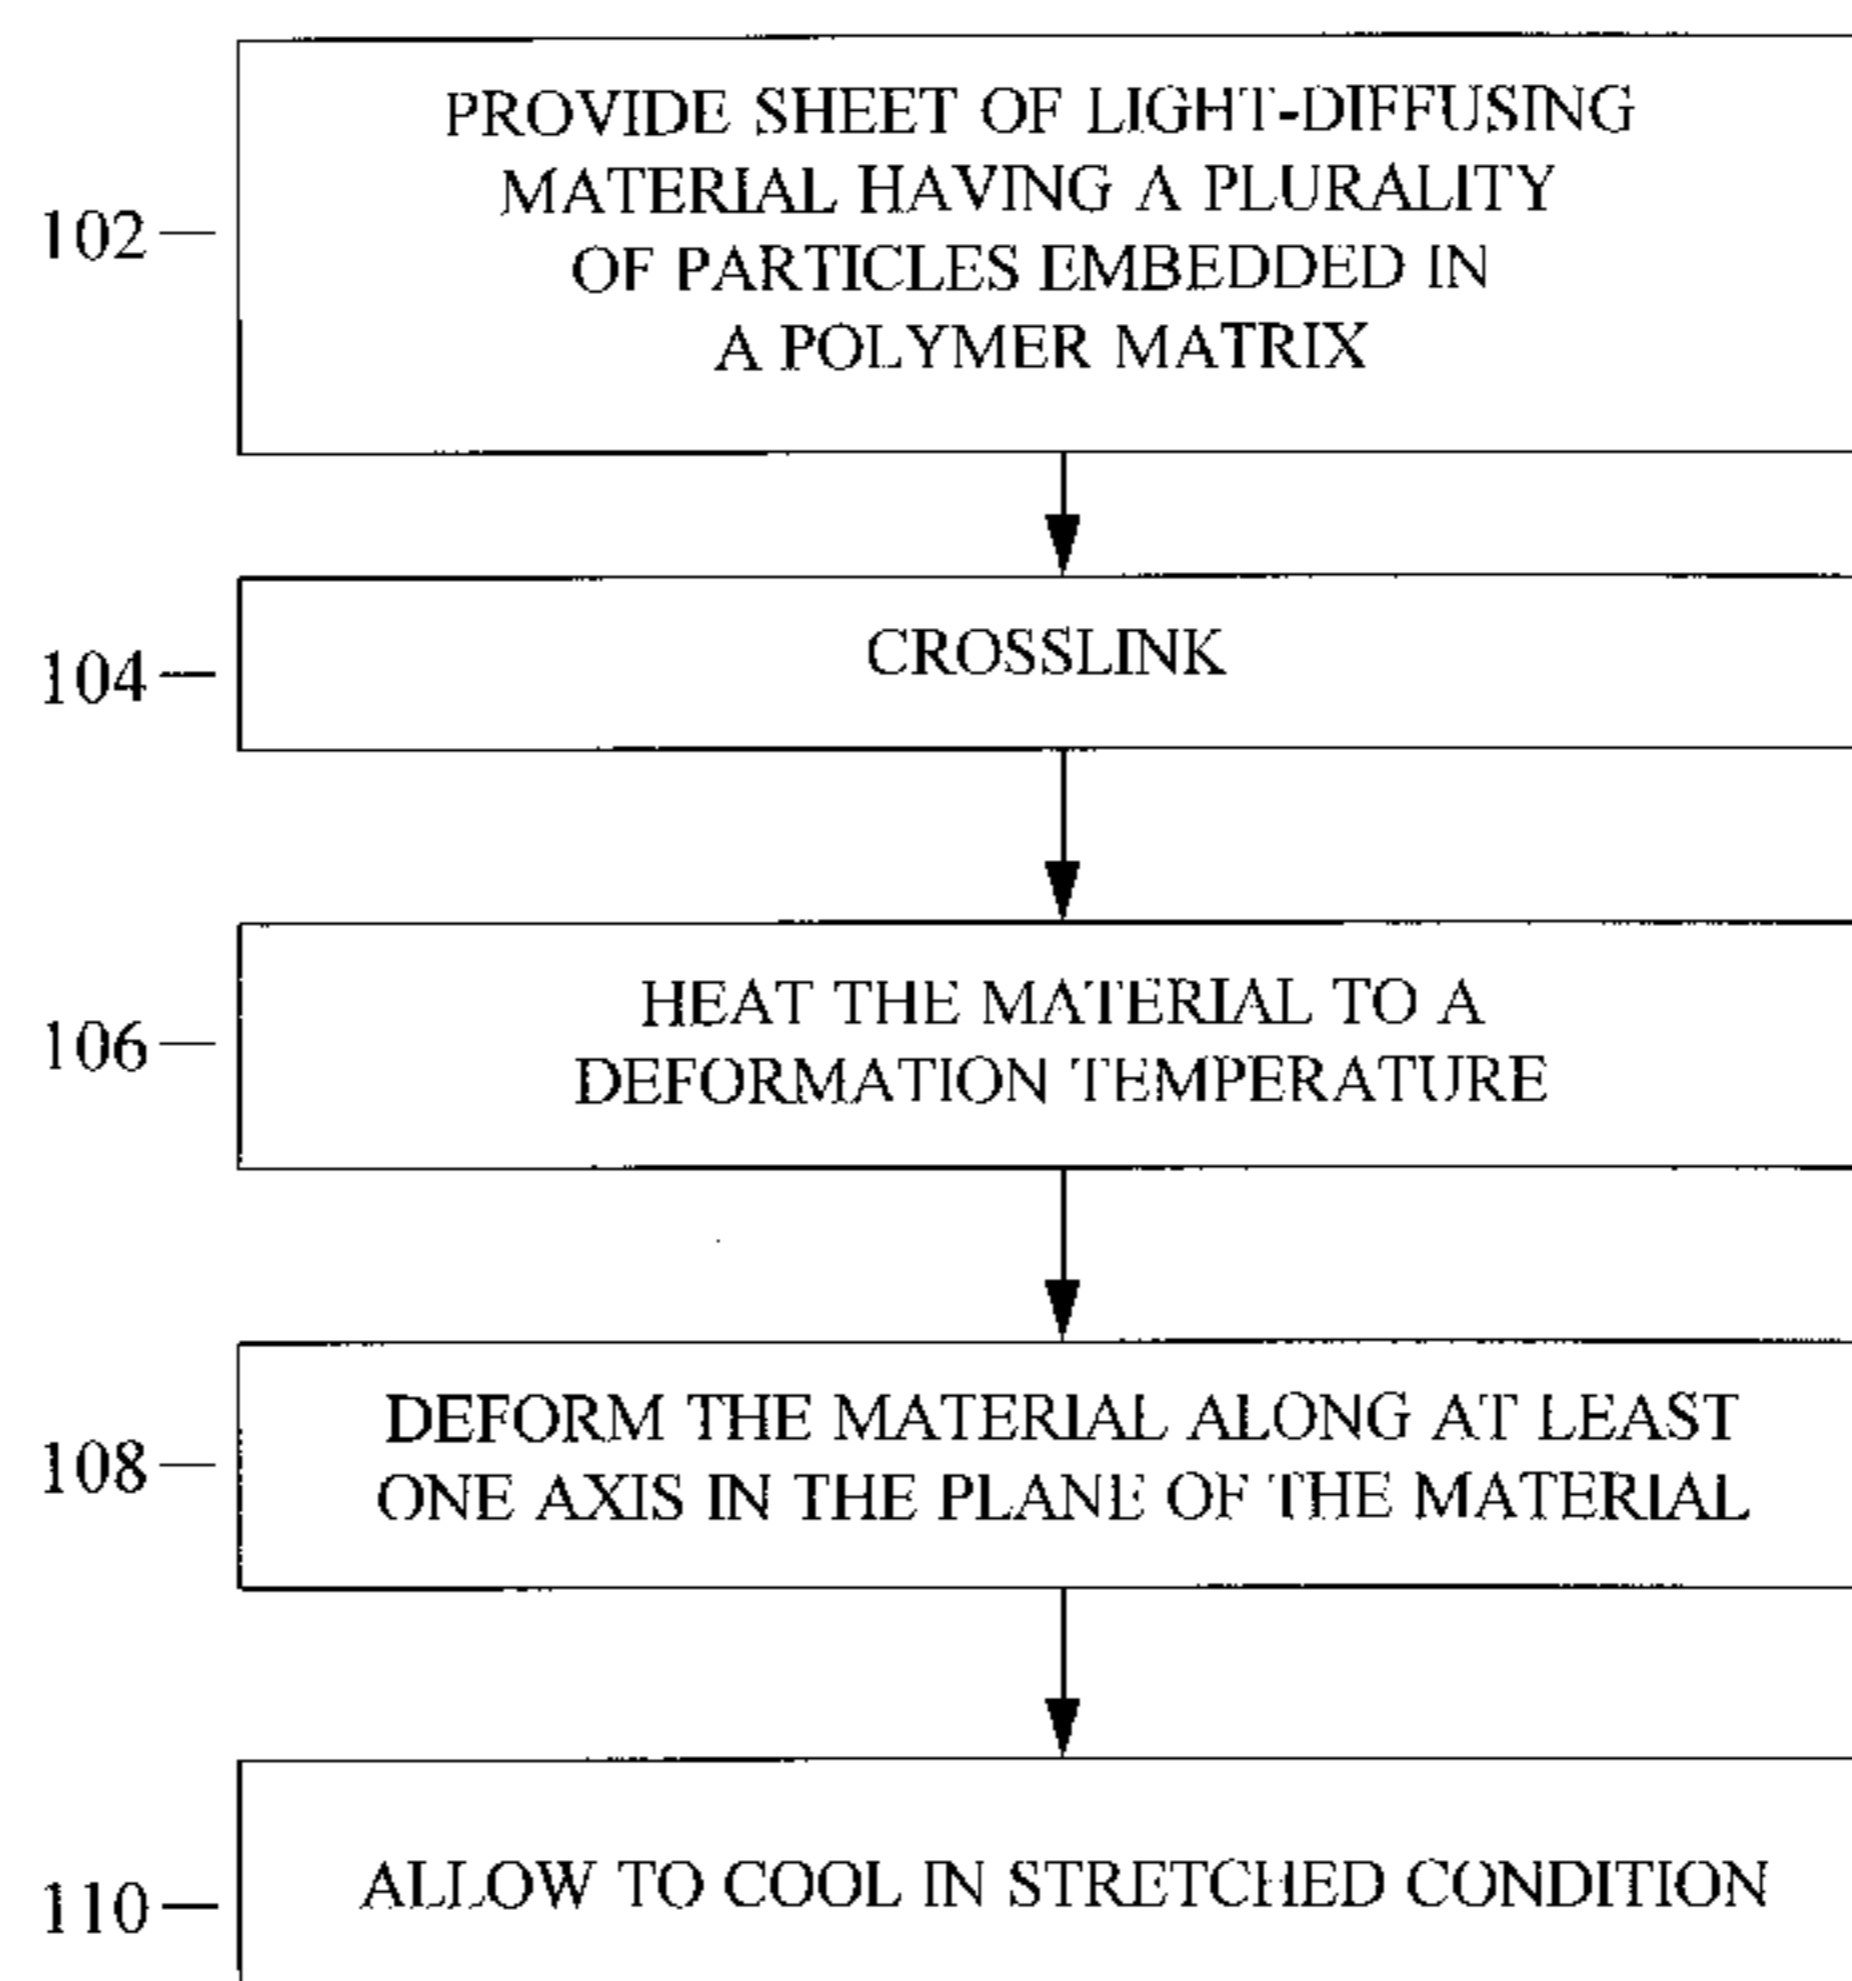 PROVIDE SHEET OF LIGHT-DIFFUSING
MATERIAL HAVING A PLURALITY
OF PARTICLES EMBEDDED IN
A POLYMER MATRIX
102
CROSSLINK
104
HEAT THE MATERIAL TO A
DEFORMATION TEMPERATURE
106
DEFORM THE MATERIAL ALONG AT LEAST
ONE AXIS IN THE PLANE OF THE MATERIAL
108
ALLOW TO COOL IN STRETCHED CONDITION
110